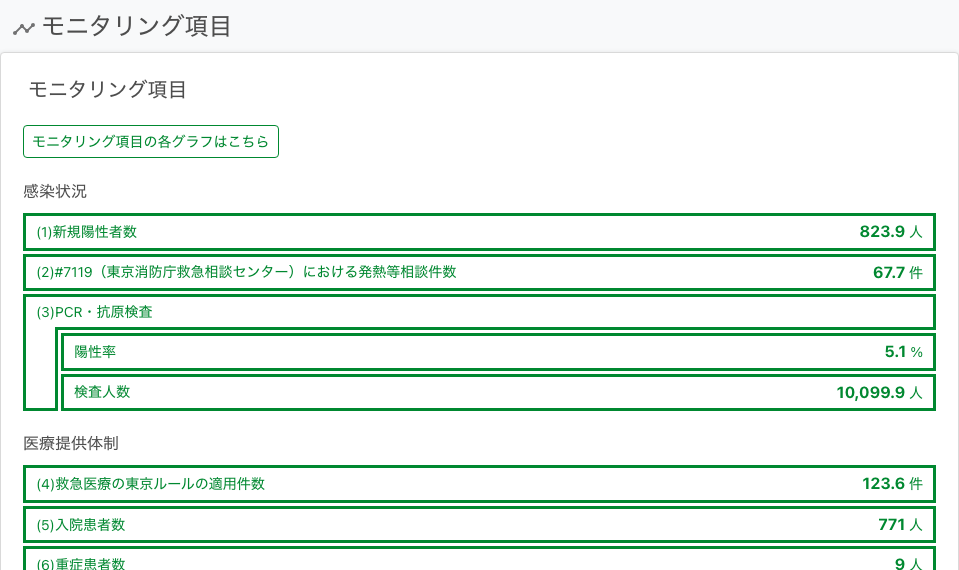 モニタリング項目
モニタリング項目
モニタリング項目の各グラフはこちら
感染状況
(1)新規陽性者数 823.9 人
(2)#7119（東京消防庁救急相談センター）における発熱等相談件数 67.7 件
(3)PCR・抗原検査
陽性率 5.1 %
検査人数 10,099.9 人
医療提供体制
(4)救急医療の東京ルールの適用件数 123.6 件
(5)入院患者数 771 人
(6)重症患者数 9 人